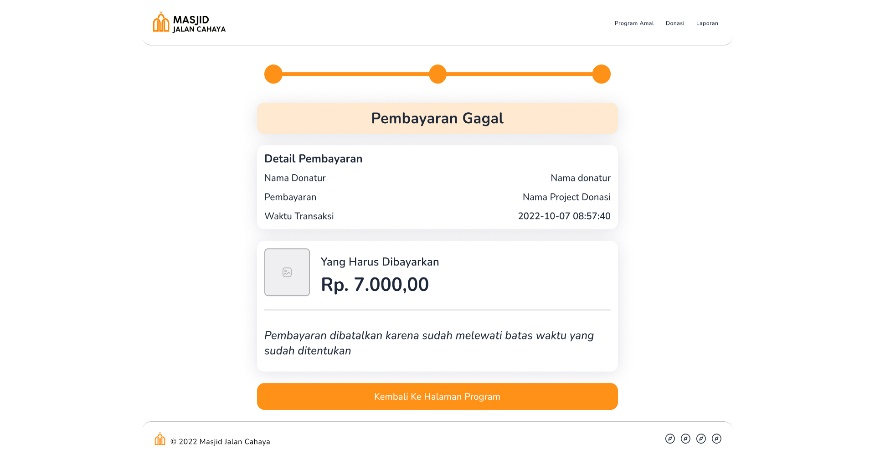 MASJID
JALAN CAHAYA
Program Amal Donasi Laporan
Pembayaran Gagal
Detail Pembayaran
Nama Donatur Nama donatur
Pembayaran Nama Project Donasi
Waktu Transaksi 2022-10-07 08:57:40
Yang Harus Dibayarkan
Rp. 7.000,00
Pembayaran dibatalkan karena sudah melewati batas waktu yang
sudah ditentukan
Kembali Ke Halaman Program
© 2022 Masjid Jalan Cahaya